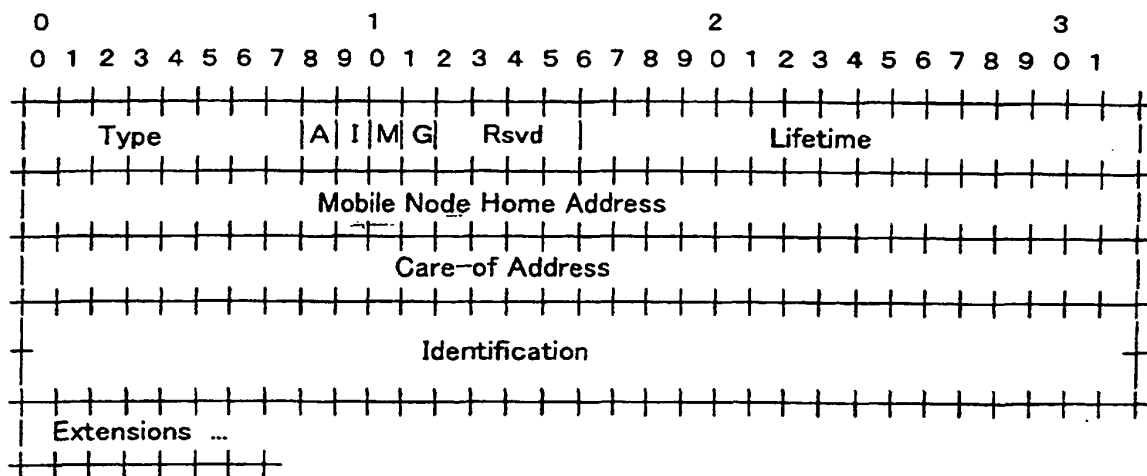 0 1 2 3
0 1 2 3 4 5 6 7 8 9 0 1 2 3 4 5 6 7 8 9 0 1 2 3 4 5 6 7 8 9 0 1
Type |A| I |M| G| Rsvd | Lifetime
Mobile Node Home Address
Care-of Address
Identification
Extensions ...